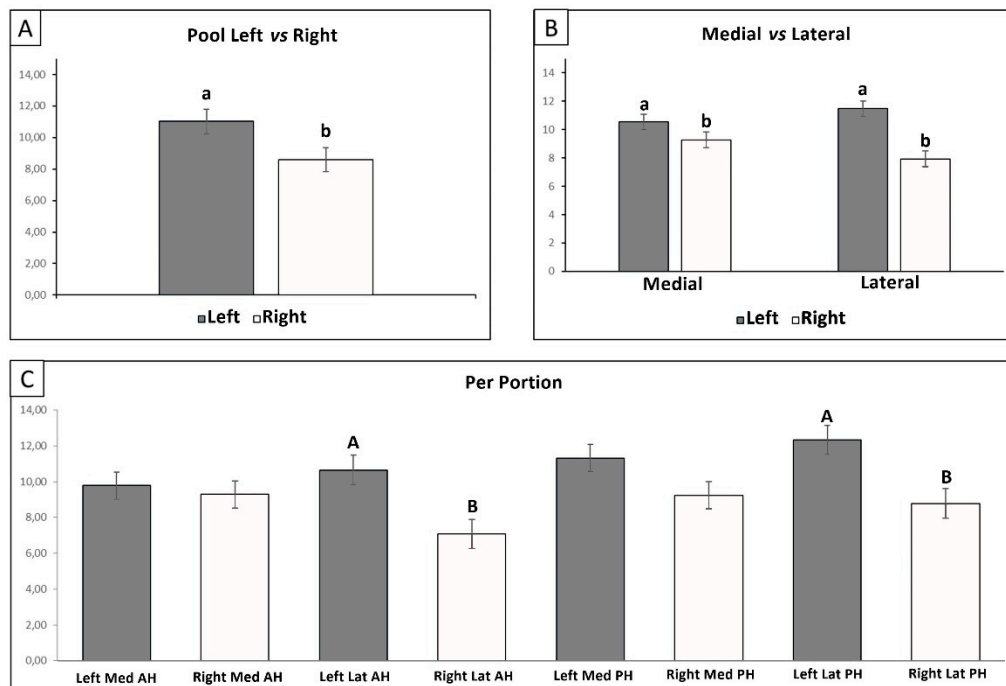 A
Pool Left vs Right
14,00
12,00
10,00
8,00
6,00
4,00
2,00
0,00
a
b
Left Right
B
Medial vs Lateral
14
12
10
8
6
4
2
0
a
b
a
b
Medial Lateral
Left Right
C
Per Portion
14,00
12,00
10,00
8,00
6,00
4,00
2,00
0,00
A
B
A
B
Left Med AH Right Med AH Left Lat AH Right Lat AH Left Med PH Right Med PH Left Lat PH Right Lat PH